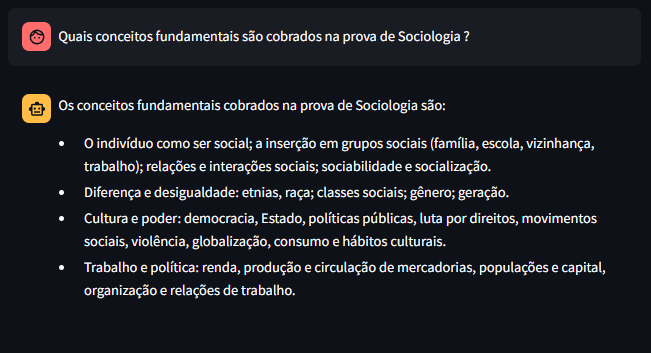 Quais conceitos fundamentais são cobrados na prova de Sociologia ?
Os conceitos fundamentais cobrados na prova de Sociologia são:
• O indivíduo como ser social; a inserção em grupos sociais (família, escola, vizinhança,
trabalho); relações e interações sociais; sociabilidade e socialização.
• Diferença e desigualdade: etnias, raça; classes sociais; gênero; geração.
• Cultura e poder: democracia, Estado, políticas públicas, luta por direitos, movimentos
sociais, violência, globalização, consumo e hábitos culturais.
• Trabalho e política: renda, produção e circulação de mercadorias, populações e capital,
organização e relações de trabalho.